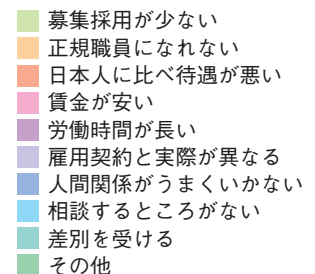 募集採用が少ない
正規職員になれない
日本人に比べ待遇が悪い
賃金が安い
労働時間が長い
雇用契約と実際が異なる
人間関係がうまくいかない
相談するところがない
差別を受ける
その他